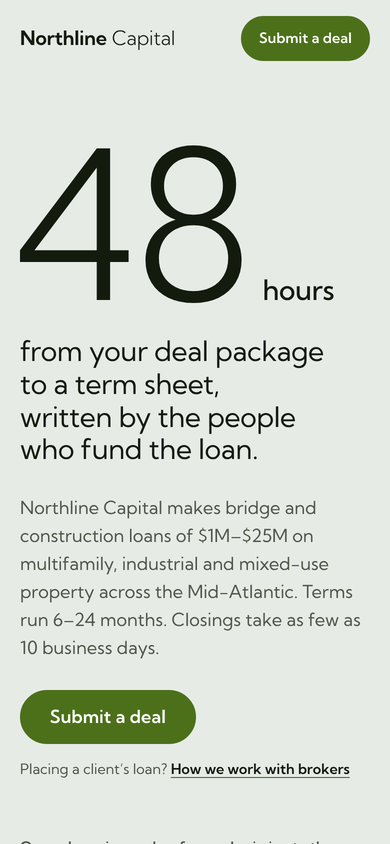 Northline Capital
Submit a deal
48 hours
from your deal package
to a term sheet,
written by the people
who fund the loan.
Northline Capital makes bridge and
construction loans of $1M–$25M on
multifamily, industrial and mixed-use
property across the Mid-Atlantic. Terms
run 6–24 months. Closings take as few as
10 business days.
Submit a deal
Placing a client’s loan? How we work with brokers